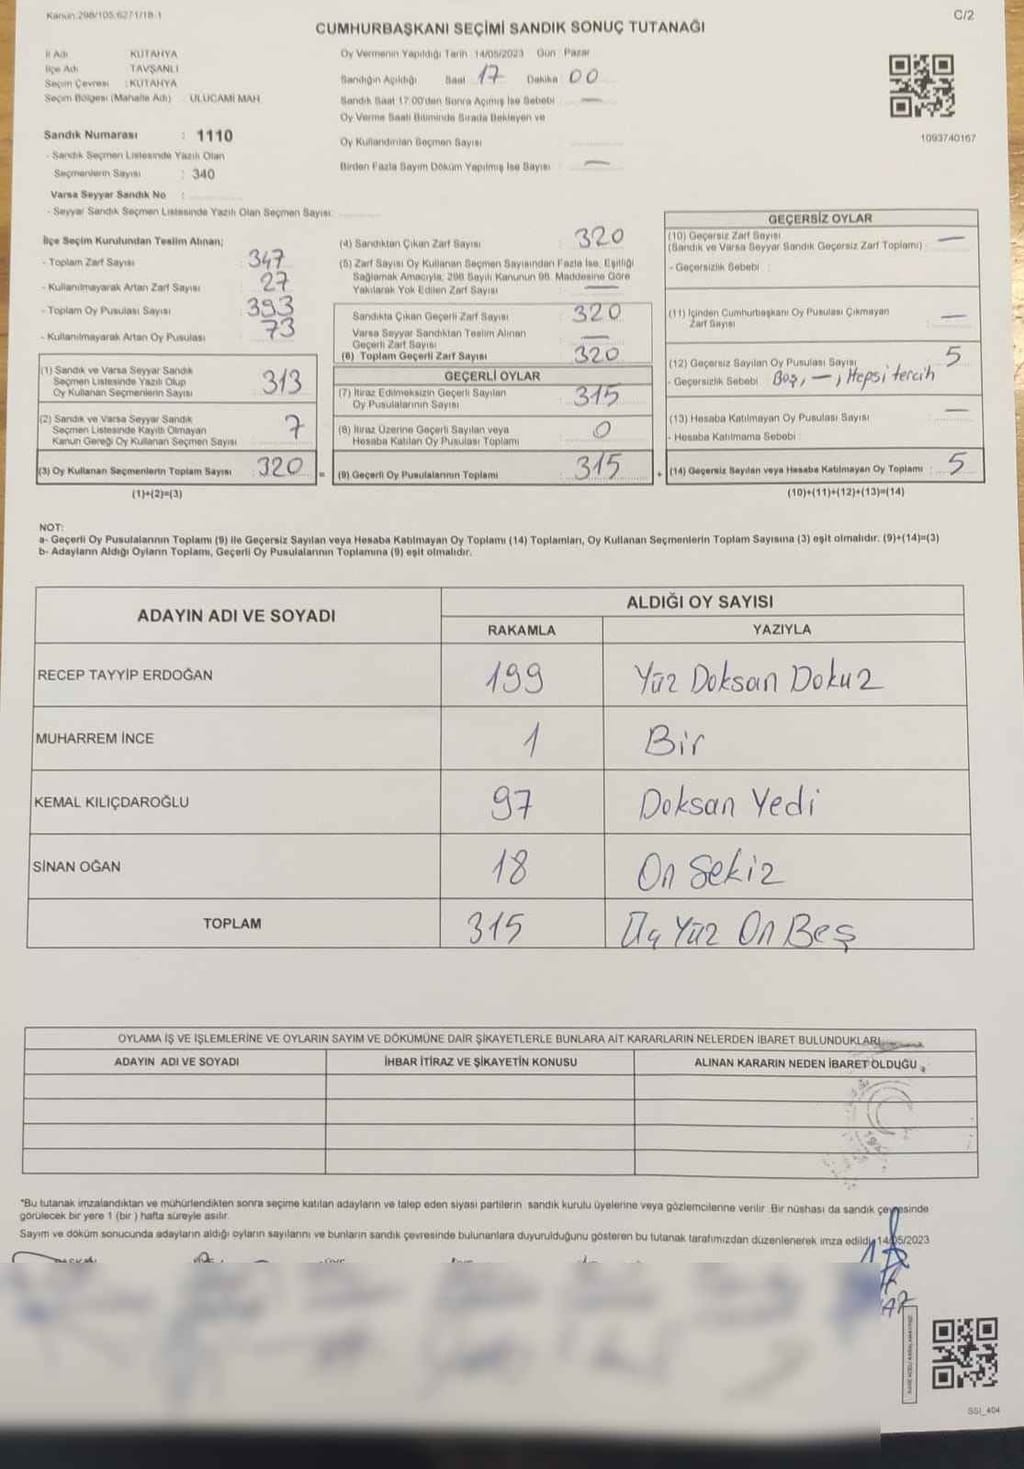 Kanun:298/105:6271/18-1
C/2
CUMHURBAŞKANI SEÇİMİ SANDIK SONUÇ TUTANAĞI
İl Adı : KÜTAHYA
İlçe Adı : TAVŞANLI
Seçim Çevresi : KÜTAHYA
Seçim Bölgesi (Mahalle Adı) : ULUCAMİ MAH.
Sandık Numarası : 1110
- Sandık Seçmen Listesinde Yazılı Olan
Seçmenlerin Sayısı : 340
Varsa Seyyar Sandık No :
- Seyyar Sandık Seçmen Listesinde Yazılı Olan Seçmen Sayısı:
Oy Vermenin Yapıldığı Tarih 14/05/2023 Gün Pazar
Sandığın Açıldığı Saat 17 Dakika 00
Sandık Saat 17:00'den Sonra Açılmış İse Sebebi —
Oy Verme Saati Bitiminde Sırada Bekleyen ve
Oy Kullandırılan Seçmen Sayısı
Birden Fazla Sayım Döküm Yapılmış İse Sayısı —
1093740167
İlçe Seçim Kurulundan Teslim Alınan;
- Toplam Zarf Sayısı 347
- Kullanılmayarak Artan Zarf Sayısı 27
- Toplam Oy Pusulası Sayısı 393
- Kullanılmayarak Artan Oy Pusulası 73
(1) Sandık ve Varsa Seyyar Sandık
Seçmen Listesinde Yazılı Olup
Oy Kullanan Seçmenlerin Sayısı 313
(2) Sandık ve Varsa Seyyar Sandık
Seçmen Listesinde Kayıtlı Olmayan
Kanun Gereği Oy Kullanan Seçmen Sayısı 7
(3) Oy Kullanan Seçmenlerin Toplam Sayısı : 320 =
(1)+(2)=(3)
(4) Sandıktan Çıkan Zarf Sayısı : 320
(5) Zarf Sayısı Oy Kullanan Seçmen Sayısından Fazla İse, Eşitliği
Sağlamak Amacıyla, 298 Sayılı Kanunun 98. Maddesine Göre
Yakılarak Yok Edilen Zarf Sayısı —
Sandıkta Çıkan Geçerli Zarf Sayısı : 320
Varsa Seyyar Sandıktan Teslim Alınan
Geçerli Zarf Sayısı —
(6) Toplam Geçerli Zarf Sayısı : 320
GEÇERLİ OYLAR
(7) İtiraz Edilmeksizin Geçerli Sayılan
Oy Pusulalarının Sayısı : 315
(8) İtiraz Üzerine Geçerli Sayılan veya
Hesaba Katılan Oy Pusulası Toplamı : 0
(9) Geçerli Oy Pusulalarının Toplamı : 315 +
GEÇERSİZ OYLAR
(10) Geçersiz Zarf Sayısı
(Sandık ve Varsa Seyyar Sandık Geçersiz Zarf Toplamı) : —
- Geçersizlik Sebebi :
(11) İçinden Cumhurbaşkanı Oy Pusulası Çıkmayan
Zarf Sayısı : —
(12) Geçersiz Sayılan Oy Pusulası Sayısı : 5
- Geçersizlik Sebebi : Boş, —, Hepsi tercih
(13) Hesaba Katılmayan Oy Pusulası Sayısı : —
- Hesaba Katılmama Sebebi :
(14) Geçersiz Sayılan veya Hesaba Katılmayan Oy Toplamı : 5
(10)+(11)+(12)+(13)=(14)
NOT:
a- Geçerli Oy Pusulalarının Toplamı (9) ile Geçersiz Sayılan veya Hesaba Katılmayan Oy Toplamı (14) Toplamları, Oy Kullanan Seçmenlerin Toplam Sayısına (3) eşit olmalıdır. (9)+(14)=(3)
b- Adayların Aldığı Oyların Toplamı, Geçerli Oy Pusulalarının Toplamına (9) eşit olmalıdır.
ADAYIN ADI VE SOYADI
ALDIĞI OY SAYISI
RAKAMLA YAZIYLA
RECEP TAYYİP ERDOĞAN 199 Yüz Doksan Dokuz
MUHARREM İNCE 1 Bir
KEMAL KILIÇDAROĞLU 97 Doksan Yedi
SİNAN OĞAN 18 On Sekiz
TOPLAM 315 Üç Yüz On Beş
OYLAMA İŞ VE İŞLEMLERİNE VE OYLARIN SAYIM VE DÖKÜMÜNE DAİR ŞİKAYETLERLE BUNLARA AİT KARARLARIN NELERDEN İBARET BULUNDUKLARI
ADAYIN ADI VE SOYADI İHBAR İTİRAZ VE ŞİKAYETİN KONUSU ALINAN KARARIN NEDEN İBARET OLDUĞU
*Bu tutanak imzalandıktan ve mühürlendikten sonra seçime katılan adayların ve talep eden siyasi partilerin sandık kurulu üyelerine veya gözlemcilerine verilir. Bir nüshası da sandık çevresinde
görülecek bir yere 1 (bir) hafta süreyle asılır.
Sayım ve döküm sonucunda adayların aldığı oyların sayılarını ve bunların sandık çevresinde bulunanlara duyurulduğunu gösteren bu tutanak tarafımızdan düzenlenerek imza edildi. 14/05/2023
SSI_404